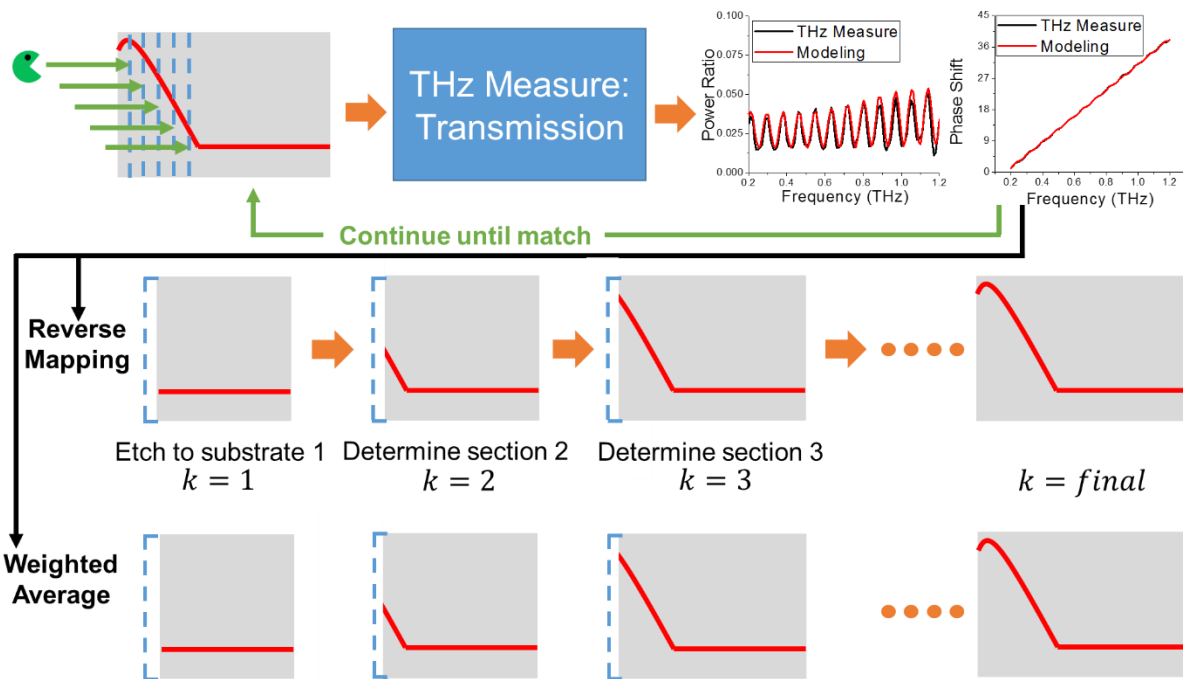 THz Measure:
Transmission
0.100
0.075
0.050
0.025
0.000
Power Ratio
THz Measure
Modeling
0.2 0.4 0.6 0.8 1.0 1.2
Frequency (THz)
45
36
27
18
9
0
Phase Shift
THz Measure
Modeling
0.2 0.4 0.6 0.8 1.0 1.2
Frequency (THz)
Continue until match
Reverse
Mapping
Etch to substrate 1
k = 1
Determine section 2
k = 2
Determine section 3
k = 3
k = final
Weighted
Average